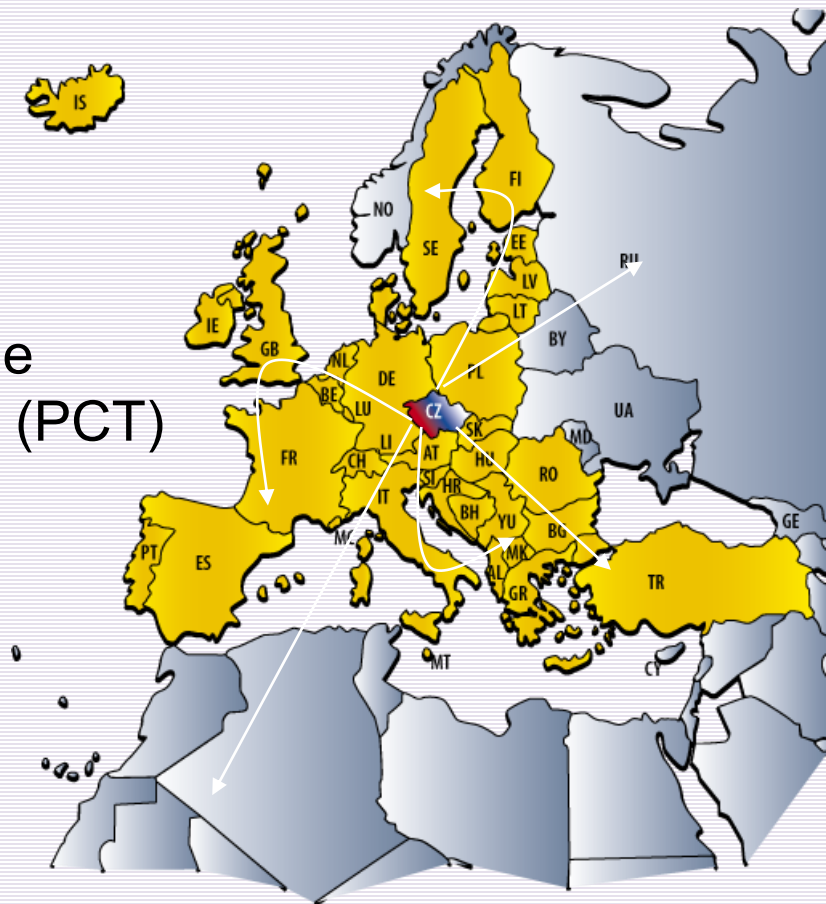 IS
NO
FI
SE
EE
RU
LV
LT
IE
GB
NL
DE
PL
BY
e
BE
LU
CZ
UA
(PCT)
SK
MD
FR
LI
AT
CH
HU
RO
SI
HR
IT
BH
YU
BG
GE
MC
PT
ES
MK
AL
GR
TR
MT
CY